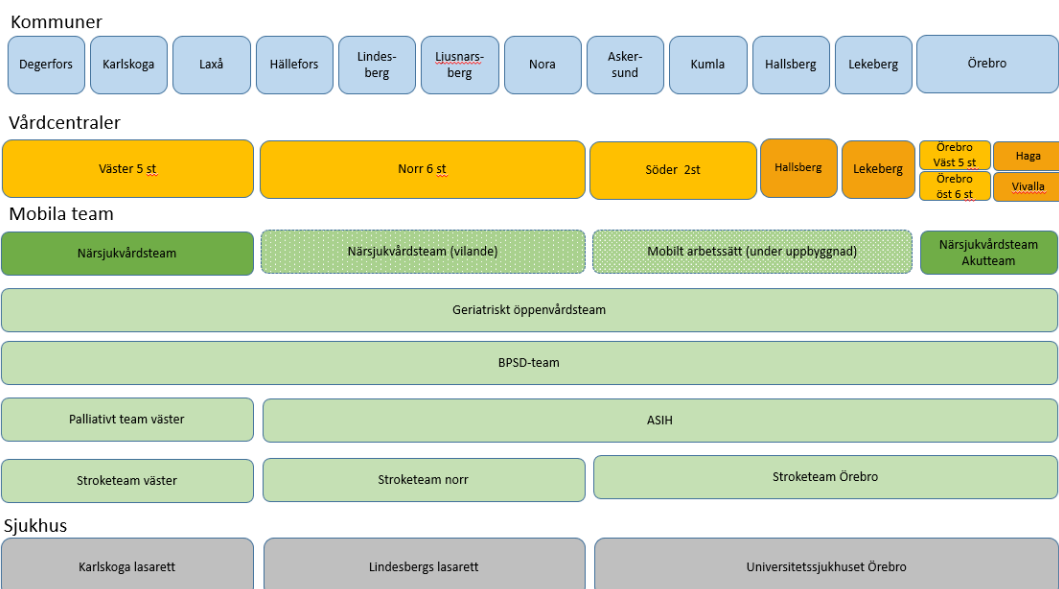 Kommuner
Degerfors
Karlskoga
Laxå
Hällefors
Lindes-
berg
Ljusnars-
berg
Nora
Asker-
sund
Kumla
Hallsberg
Lekeberg
Örebro
Vårdcentraler
Väster 5 st
Norr 6 st
Söder  2st
Hallsberg
Lekeberg
Örebro
Väst 5 st
Örebro
öst 6 st
Haga
Vivalla
Mobila team
Närsjukvårdsteam
Närsjukvårdsteam (vilande)
Mobilt arbetssätt (under uppbyggnad)
Närsjukvårdsteam
Akutteam
Geriatriskt öppenvårdsteam
BPSD-team
Palliativt team väster
ASIH
Stroketeam väster
Stroketeam norr
Stroketeam Örebro
Sjukhus
Karlskoga lasarett
Lindesbergs lasarett
Universitetssjukhuset Örebro